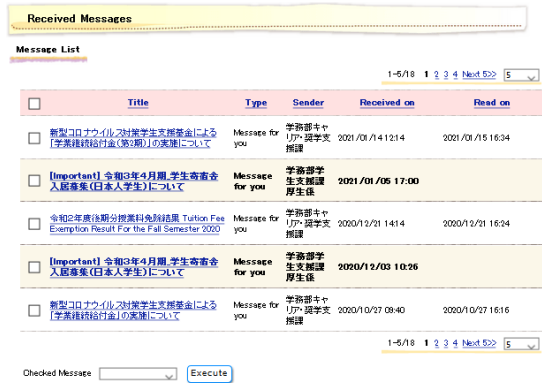 Received Messages
Message List
1-5/18 1 2 3 4 Next 5>> 5
Title Type Sender Received on Read on
新型コロナウイルス対策学生支援基金による
「学業継続給付金(第2期)」の実施について
Message for
you
学務部キャ
リア・奨学支
援課
2021/01/14 12:14
2021/01/15 16:34
[Important] 令和3年4月期_学生寄宿舎
入居募集(日本人学生)について
Message
for you
学務部学
生支援課
厚生係
2021/01/05 17:00
令和2年度後期分授業料免除結果 Tuition Fee
Exemption Result For the Fall Semester 2020
Message for
you
学務部キャ
リア・奨学支
援課
2020/12/21 14:14
2020/12/21 16:24
[Important] 令和3年4月期_学生寄宿舎
入居募集(日本人学生)について
Message
for you
学務部学
生支援課
厚生係
2020/12/03 10:26
新型コロナウイルス対策学生支援基金による
「学業継続給付金」の実施について
Message for
you
学務部キャ
リア・奨学支
援課
2020/10/27 09:40
2020/10/27 16:16
1-5/18 1 2 3 4 Next 5>> 5
Checked Message Execute